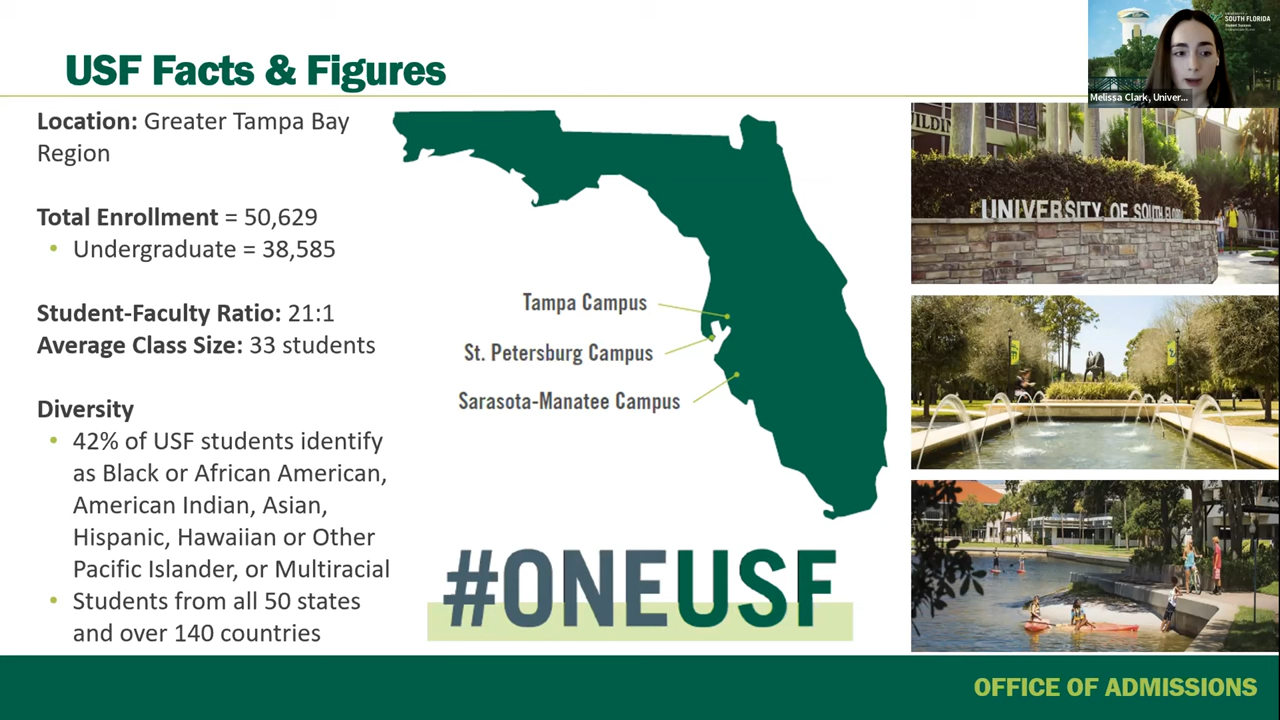 USF Facts & Figures
SOUTH FLORIDA
Melissa Clark, Univer...
Location: Greater Tampa Bay
Region
Total Enrollment = 50,629
• Undergraduate = 38,585
Student-Faculty Ratio: 21:1
Average Class Size: 33 students
Diversity
• 42% of USF students identify
as Black or African American,
American Indian, Asian,
Hispanic, Hawaiian or Other
Pacific Islander, or Multiracial
• Students from all 50 states
and over 140 countries
Tampa Campus
St. Petersburg Campus
Sarasota-Manatee Campus
#ONEUSF
UNIVERSITY OF SOUTH
OFFICE OF ADMISSIONS